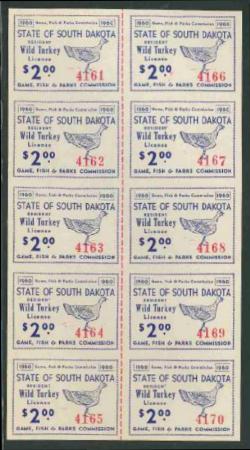 1960 Game, Fish & Parks Commission 1960
STATE OF SOUTH DAKOTA
RESIDENT
Wild Turkey
License
$2.00 4161
GAME, FISH & PARKS COMMISSION
1960 Game, Fish & Parks Commission 1960
STATE OF SOUTH DAKOTA
RESIDENT
Wild Turkey
License
$2.00 4166
GAME, FISH & PARKS COMMISSION
1960 Game, Fish & Parks Commission 1960
STATE OF SOUTH DAKOTA
RESIDENT
Wild Turkey
License
$2.00 4162
GAME, FISH & PARKS COMMISSION
1960 Game, Fish & Parks Commission 1960
STATE OF SOUTH DAKOTA
RESIDENT
Wild Turkey
License
$2.00 4167
GAME, FISH & PARKS COMMISSION
1960 Game, Fish & Parks Commission 1960
STATE OF SOUTH DAKOTA
RESIDENT
Wild Turkey
License
$2.00 4163
GAME, FISH & PARKS COMMISSION
1960 Game, Fish & Parks Commission 1960
STATE OF SOUTH DAKOTA
RESIDENT
Wild Turkey
License
$2.00 4168
GAME, FISH & PARKS COMMISSION
1960 Game, Fish & Parks Commission 1960
STATE OF SOUTH DAKOTA
RESIDENT
Wild Turkey
License
$2.00 4164
GAME, FISH & PARKS COMMISSION
1960 Game, Fish & Parks Commission 1960
STATE OF SOUTH DAKOTA
RESIDENT
Wild Turkey
License
$2.00 4169
GAME, FISH & PARKS COMMISSION
1960 Game, Fish & Parks Commission 1960
STATE OF SOUTH DAKOTA
RESIDENT
Wild Turkey
License
$2.00 4165
GAME, FISH & PARKS COMMISSION
1960 Game, Fish & Parks Commission 1960
STATE OF SOUTH DAKOTA
RESIDENT
Wild Turkey
License
$2.00 4170
GAME, FISH & PARKS COMMISSION